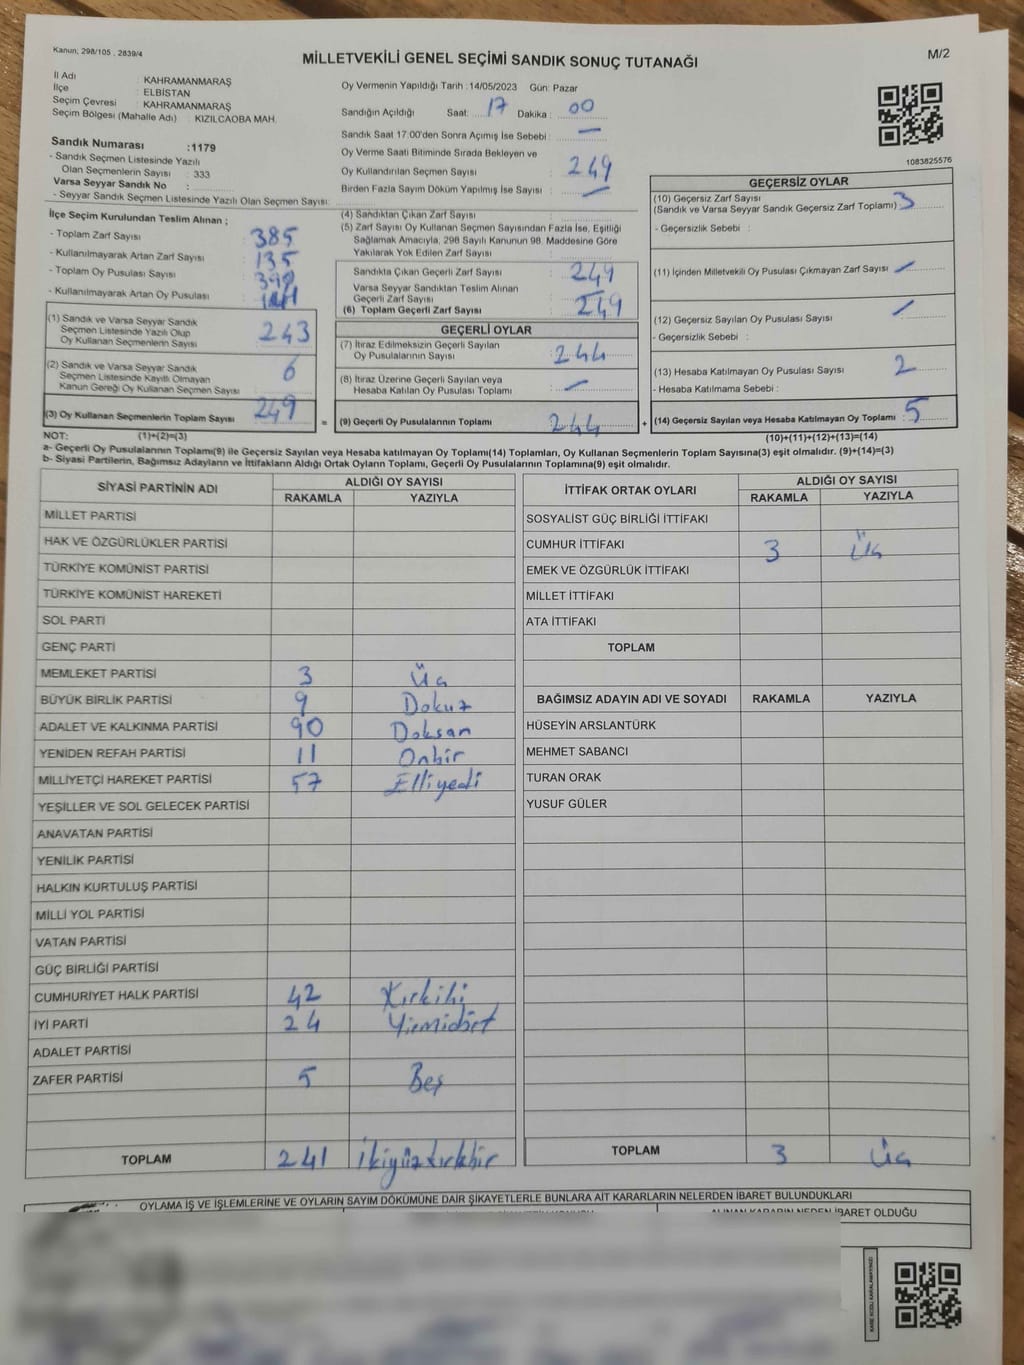 Kanun: 298/105 . 2839/4
MİLLETVEKİLİ GENEL SEÇİMİ SANDIK SONUÇ TUTANAĞI
M/2
İl Adı : KAHRAMANMARAŞ
İlçe : ELBİSTAN
Seçim Çevresi : KAHRAMANMARAŞ
Seçim Bölgesi (Mahalle Adı) : KIZILCAOBA MAH.
Sandık Numarası :1179
- Sandık Seçmen Listesinde Yazılı
Olan Seçmenlerin Sayısı : 333
Varsa Seyyar Sandık No :
- Seyyar Sandık Seçmen Listesinde Yazılı Olan Seçmen Sayısı:
Oy Vermenin Yapıldığı Tarih :14/05/2023 Gün: Pazar
Sandığın Açıldığı Saat: 17 Dakika : 00
Sandık Saat 17:00'den Sonra Açımış İse Sebebi : —
Oy Verme Saati Bitiminde Sırada Bekleyen ve
Oy Kullandırılan Seçmen Sayısı : 249
Birden Fazla Sayım Döküm Yapılmış İse Sayısı : —
1083825576
İlçe Seçim Kurulundan Teslim Alınan ;
- Toplam Zarf Sayısı : 385
- Kullanılmayarak Artan Zarf Sayısı : 135
- Toplam Oy Pusulası Sayısı :
- Kullanılmayarak Artan Oy Pusulası :
(1) Sandık ve Varsa Seyyar Sandık
Seçmen Listesinde Yazılı Olup
Oy Kullanan Seçmenlerin Sayısı : 243
(2) Sandık ve Varsa Seyyar Sandık
Seçmen Listesinde Kayıtlı Olmayan
Kanun Gereği Oy Kullanan Seçmen Sayısı : 6
(3) Oy Kullanan Seçmenlerin Toplam Sayısı 249
(4) Sandıktan Çıkan Zarf Sayısı :
(5) Zarf Sayısı Oy Kullanan Seçmen Sayısından Fazla İse, Eşitliği
Sağlamak Amacıyla, 298 Sayılı Kanunun 98. Maddesine Göre
Yakılarak Yok Edilen Zarf Sayısı :
Sandıkta Çıkan Geçerli Zarf Sayısı : 249
Varsa Seyyar Sandıktan Teslim Alınan
Geçerli Zarf Sayısı :
(6) Toplam Geçerli Zarf Sayısı : 249
GEÇERLİ OYLAR
(7) İtiraz Edilmeksizin Geçerli Sayılan
Oy Pusulalarının Sayısı : 244
(8) İtiraz Üzerine Geçerli Sayılan veya
Hesaba Katılan Oy Pusulası Toplamı : —
= (9) Geçerli Oy Pusulalarının Toplamı : 244 +
GEÇERSİZ OYLAR
(10) Geçersiz Zarf Sayısı
(Sandık ve Varsa Seyyar Sandık Geçersiz Zarf Toplamı) : 3
- Geçersizlik Sebebi :
(11) İçinden Milletvekili Oy Pusulası Çıkmayan Zarf Sayısı : —
(12) Geçersiz Sayılan Oy Pusulası Sayısı : /
- Geçersizlik Sebebi :
(13) Hesaba Katılmayan Oy Pusulası Sayısı : 2
- Hesaba Katılmama Sebebi :
(14) Geçersiz Sayılan veya Hesaba Katılmayan Oy Toplamı : 5
NOT: (1)+(2)=(3)
(10)+(11)+(12)+(13)=(14)
a- Geçerli Oy Pusulalarının Toplamı(9) ile Geçersiz Sayılan veya Hesaba katılmayan Oy Toplamı(14) Toplamları, Oy Kullanan Seçmenlerin Toplam Sayısına(3) eşit olmalıdır. (9)+(14)=(3)
b- Siyasi Partilerin, Bağımsız Adayların ve İttifakların Aldığı Ortak Oyların Toplamı, Geçerli Oy Pusulalarının Toplamına(9) eşit olmalıdır.
SİYASİ PARTİNİN ADI ALDIĞI OY SAYISI
RAKAMLA YAZIYLA
MİLLET PARTİSİ
HAK VE ÖZGÜRLÜKLER PARTİSİ
TÜRKİYE KOMÜNİST PARTİSİ
TÜRKİYE KOMÜNİST HAREKETİ
SOL PARTİ
GENÇ PARTİ
MEMLEKET PARTİSİ 3 Üç
BÜYÜK BİRLİK PARTİSİ 9 Dokuz
ADALET VE KALKINMA PARTİSİ 90 Doksan
YENİDEN REFAH PARTİSİ 11 Onbir
MİLLİYETÇİ HAREKET PARTİSİ 57 Elliyedi
YEŞİLLER VE SOL GELECEK PARTİSİ
ANAVATAN PARTİSİ
YENİLİK PARTİSİ
HALKIN KURTULUŞ PARTİSİ
MİLLİ YOL PARTİSİ
VATAN PARTİSİ
GÜÇ BİRLİĞİ PARTİSİ
CUMHURİYET HALK PARTİSİ 42 Kırkiki
İYİ PARTİ 24 Yirmidört
ADALET PARTİSİ
ZAFER PARTİSİ 5 Beş
TOPLAM 241 İkiyüzkırkbir
İTTİFAK ORTAK OYLARI ALDIĞI OY SAYISI
RAKAMLA YAZIYLA
SOSYALİST GÜÇ BİRLİĞİ İTTİFAKI
CUMHUR İTTİFAKI 3 Üç
EMEK VE ÖZGÜRLÜK İTTİFAKI
MİLLET İTTİFAKI
ATA İTTİFAKI
TOPLAM
BAĞIMSIZ ADAYIN ADI VE SOYADI RAKAMLA YAZIYLA
HÜSEYİN ARSLANTÜRK
MEHMET SABANCI
TURAN ORAK
YUSUF GÜLER
TOPLAM 3 Üç
OYLAMA İŞ VE İŞLEMLERİNE VE OYLARIN SAYIM DÖKÜMÜNE DAİR ŞİKAYETLERLE BUNLARA AİT KARARLARIN NELERDEN İBARET BULUNDUKLARI
ALINAN KARARIN NEDEN İBARET OLDUĞU
KARE KODU KARALAMAYINIZ!